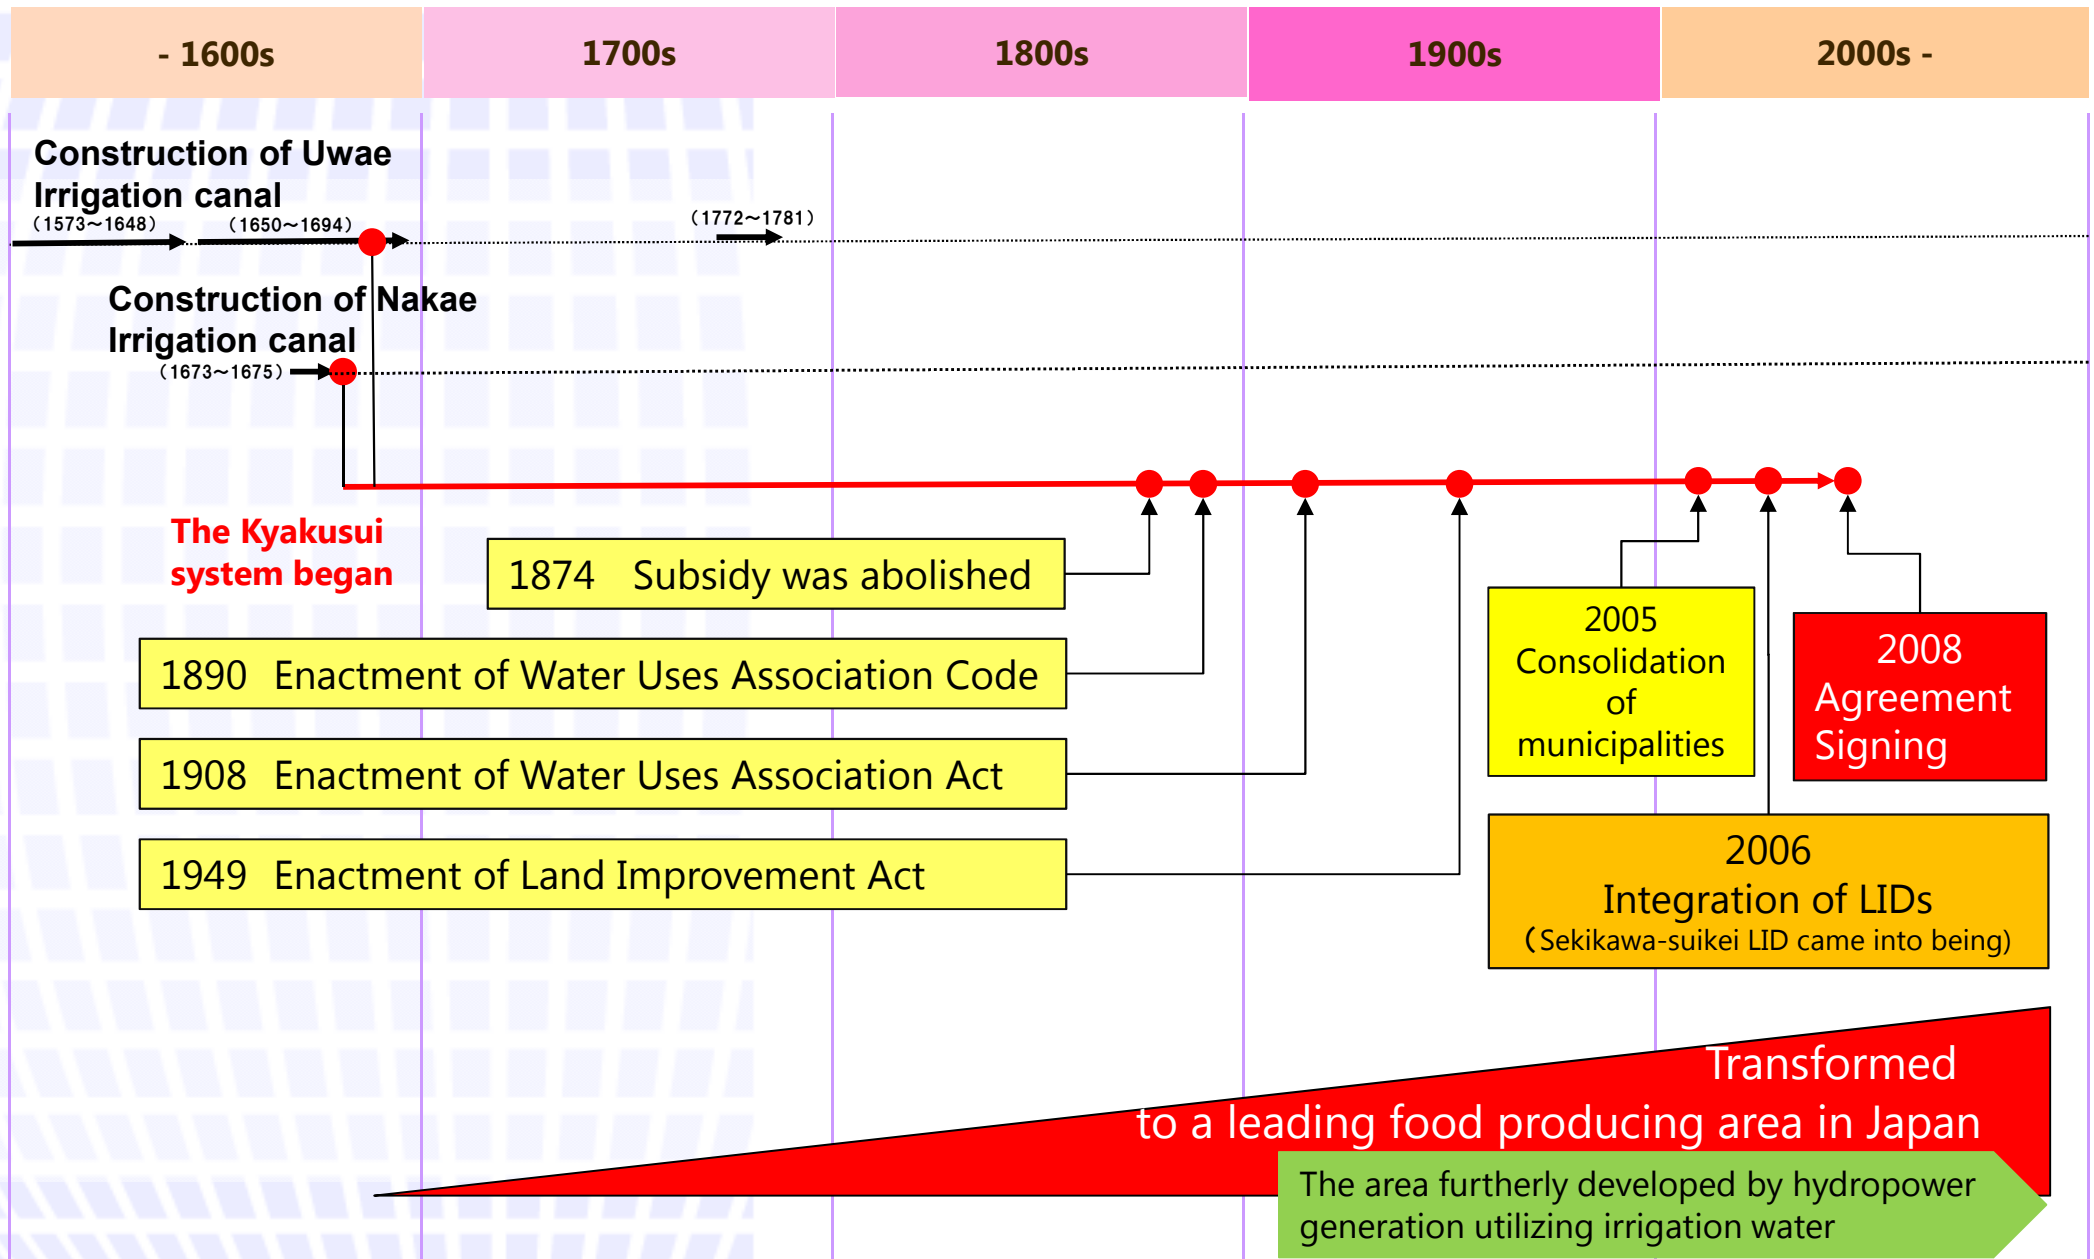 - 1600s
1700s
1800s
1900s
2000s -
Construction of Uwae
Irrigation canal
（1573～1648）
（1650～1694）
（1772～1781）
Construction of Nakae
Irrigation canal
（1673～1675）
The Kyakusui
system began
1874 Subsidy was abolished
1890 Enactment of Water Uses Association Code
1908 Enactment of Water Uses Association Act
1949 Enactment of Land Improvement Act
2005
Consolidation
of
municipalities
2008
Agreement
Signing
2006
Integration of LIDs
（Sekikawa-suikei LID came into being)
Transformed
to a leading food producing area in Japan
The area furtherly developed by hydropower
generation utilizing irrigation water